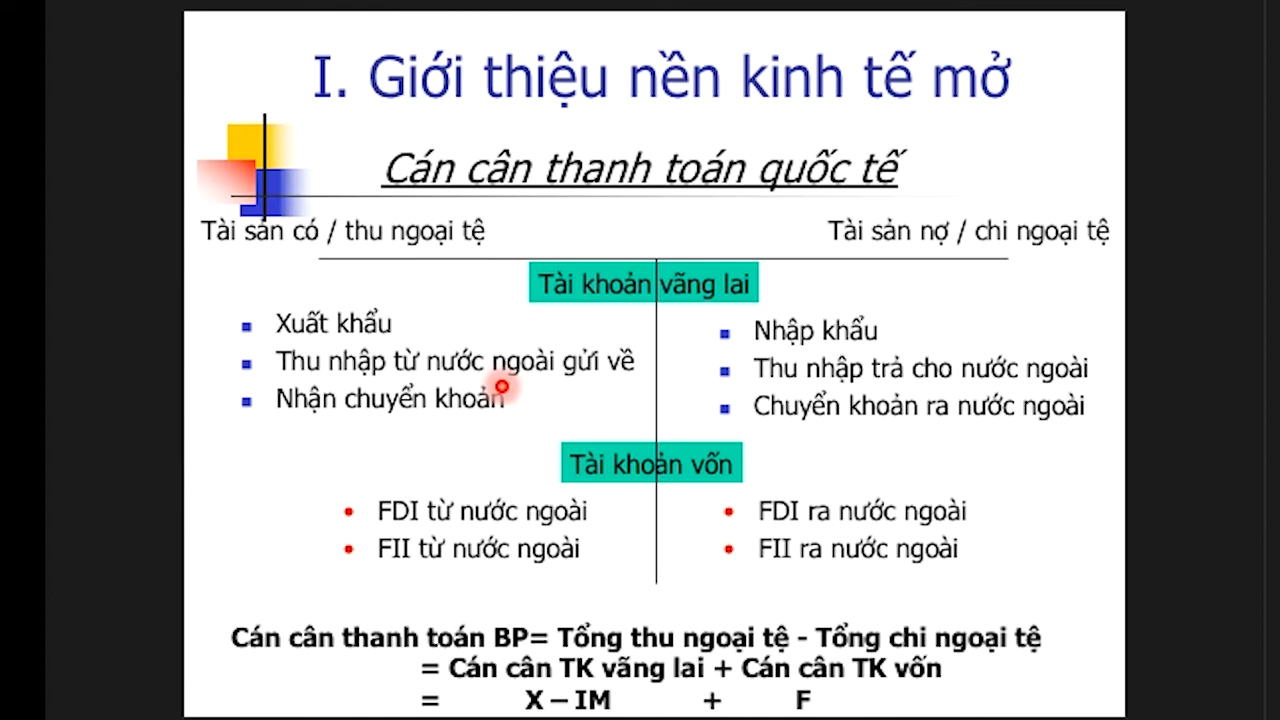 I. Giới thiệu nền kinh tế mở
Cán cân thanh toán quốc tế
Tài sản có / thu ngoại tệ
Tài sản nợ / chi ngoại tệ
Tài khoản vãng lai
Xuất khẩu
Thu nhập từ nước ngoài gửi về
Nhận chuyển khoản
Nhập khẩu
Thu nhập trả cho nước ngoài
Chuyển khoản ra nước ngoài
Tài khoản vốn
FDI từ nước ngoài
FII từ nước ngoài
FDI ra nước ngoài
FII ra nước ngoài
Cán cân thanh toán BP= Tổng thu ngoại tệ - Tổng chi ngoại tệ
= Cán cân TK vãng lai + Cán cân TK vốn
= X – IM + F